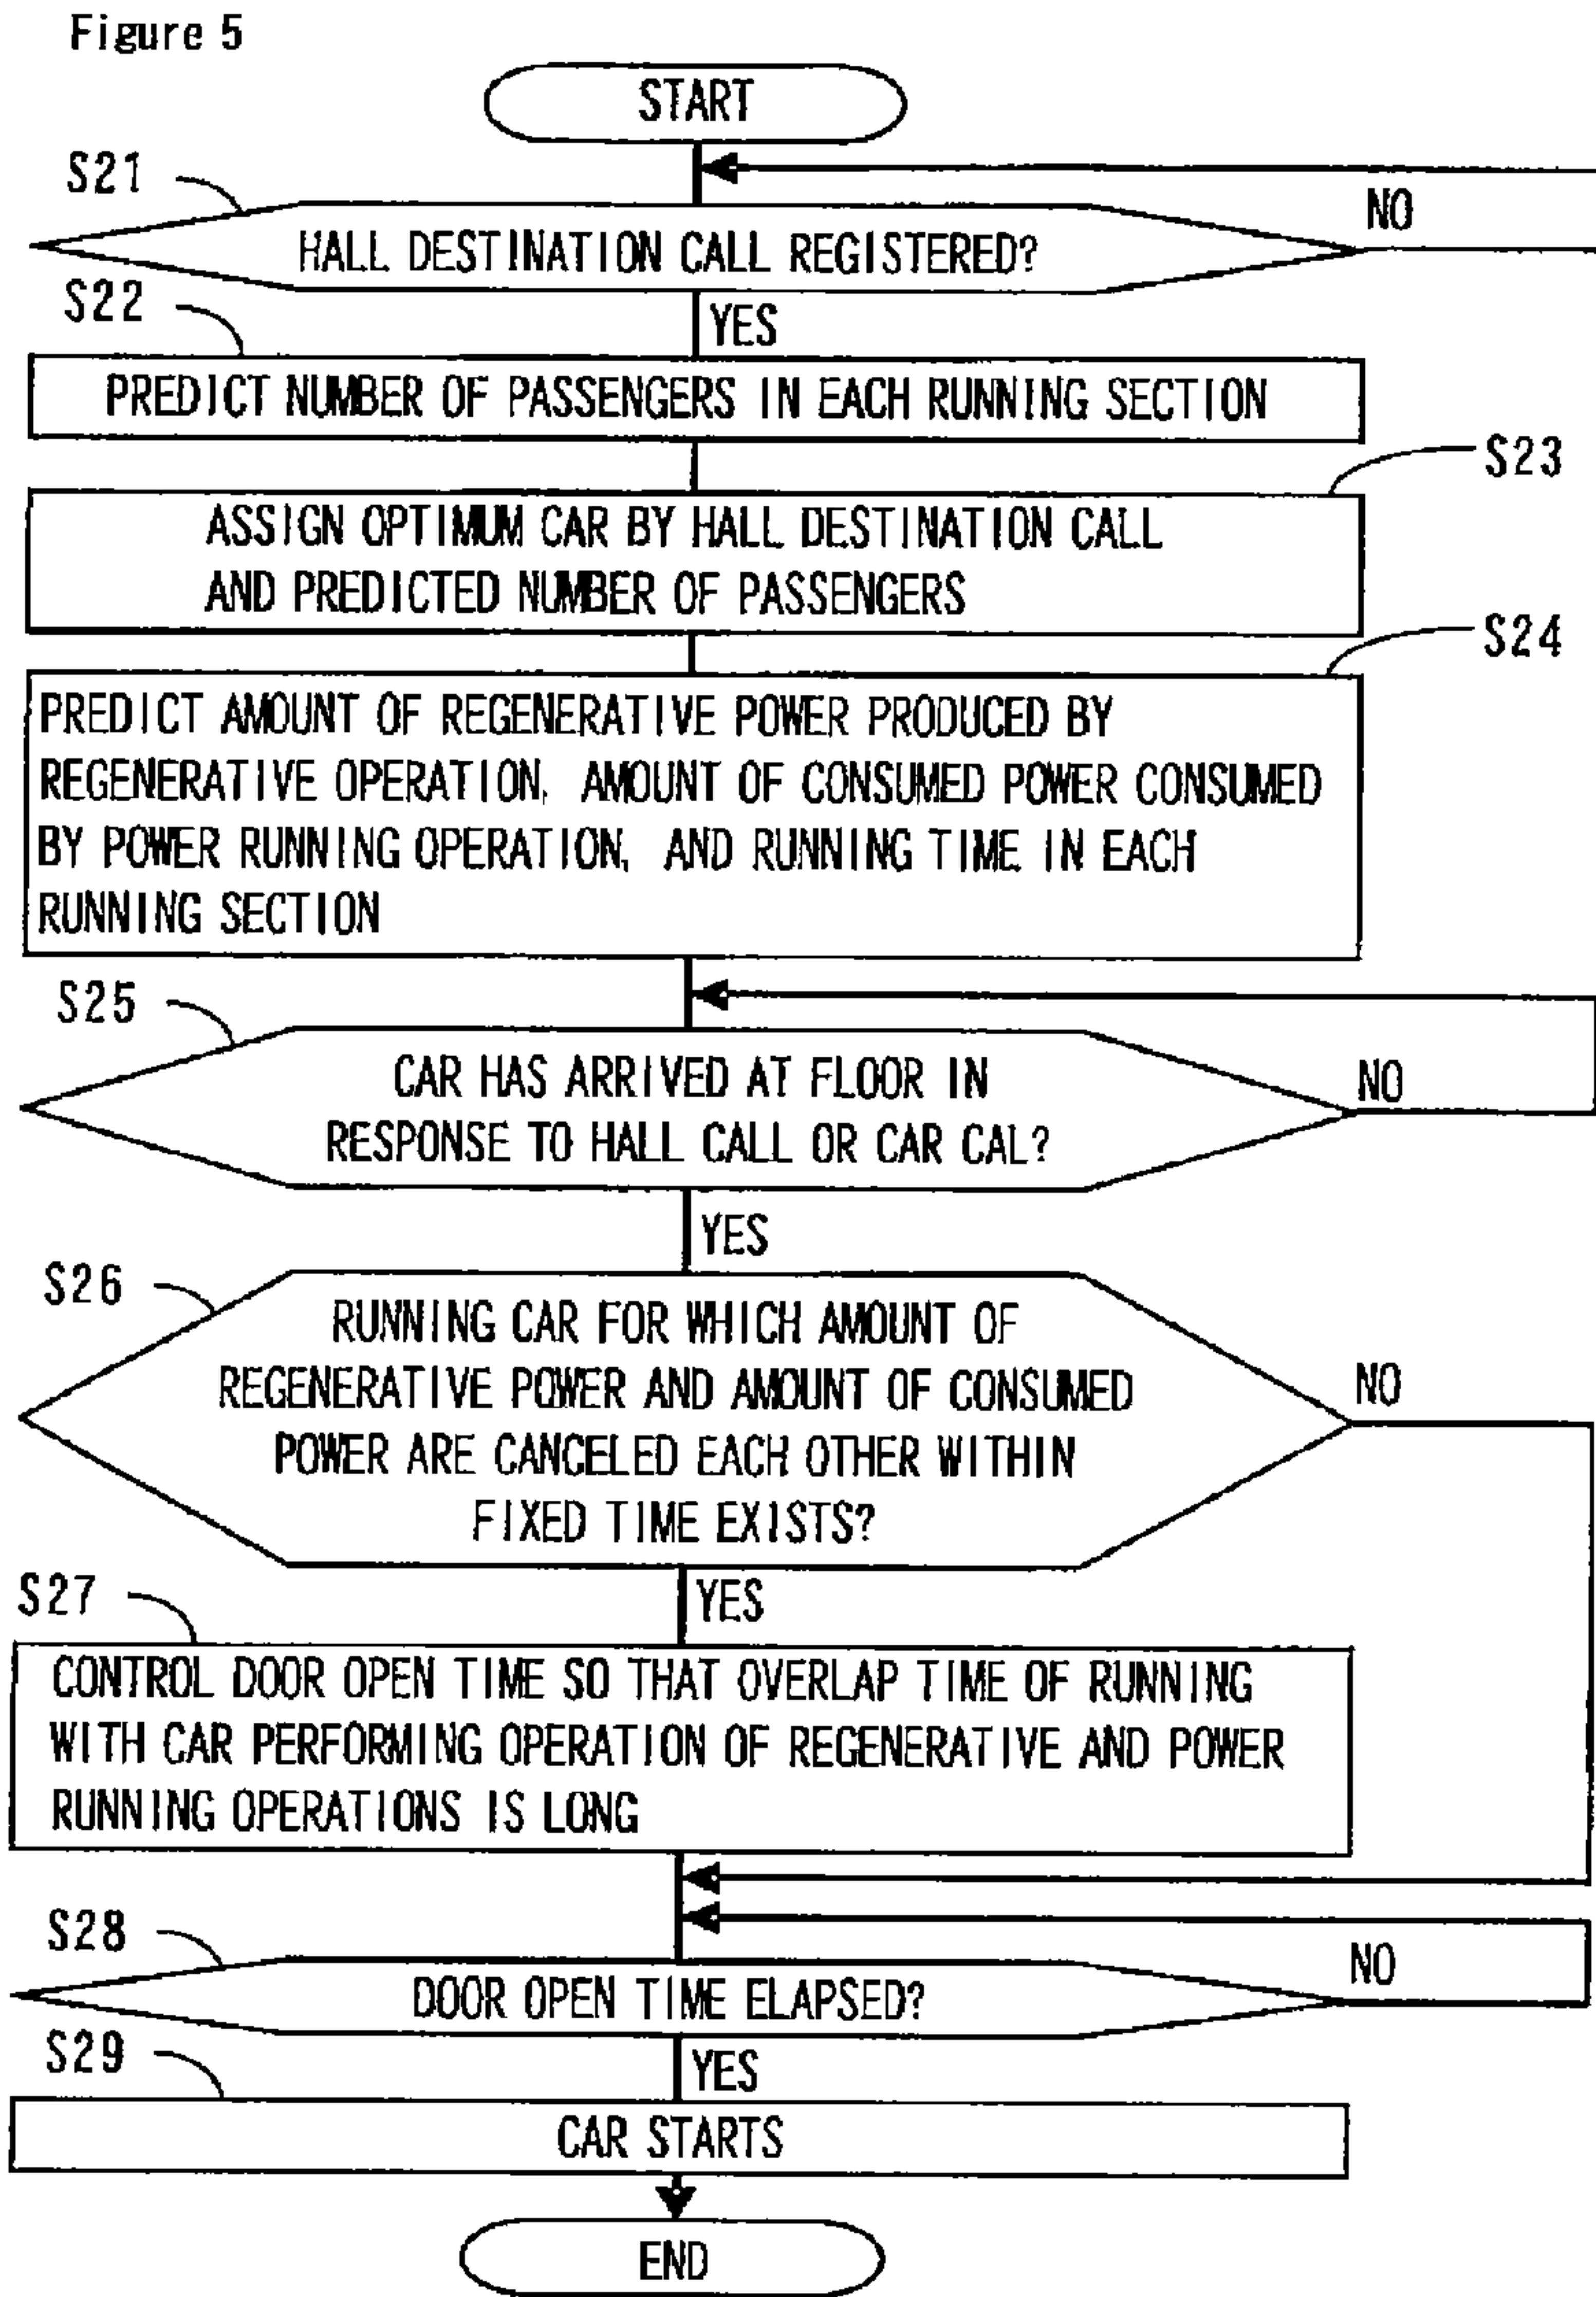 Figure 5
START
S21
NO
HALL DESTINATION CALL REGISTERED?
S22
YES
PREDICT NUMBER OF PASSENGERS IN EACH RUNNING SECTION
S23
ASSIGN OPTIMUM CAR BY HALL DESTINATION CALL
AND PREDICTED NUMBER OF PASSENGERS
S24
PREDICT AMOUNT OF REGENERATIVE POWER PRODUCED BY
REGENERATIVE OPERATION, AMOUNT OF CONSUMED POWER CONSUMED
BY POWER RUNNING OPERATION, AND RUNNING TIME IN EACH
RUNNING SECTION
S25
CAR HAS ARRIVED AT FLOOR IN
NO
RESPONSE TO HALL CALL OR CAR CAL?
YES
S26
RUNNING CAR FOR WHICH AMOUNT OF
REGENERATIVE POWER AND AMOUNT OF CONSUMED
NO
POWER ARE CANCELED EACH OTHER WITHIN
FIXED TIME EXISTS?
S27
YES
CONTROL DOOR OPEN TIME SO THAT OVERLAP TIME OF RUNNING
WITH CAR PERFORMING OPERATION OF REGENERATIVE AND POWER
RUNNING OPERATIONS IS LONG
S28
NO
DOOR OPEN TIME ELAPSED?
S29
YES
CAR STARTS
END